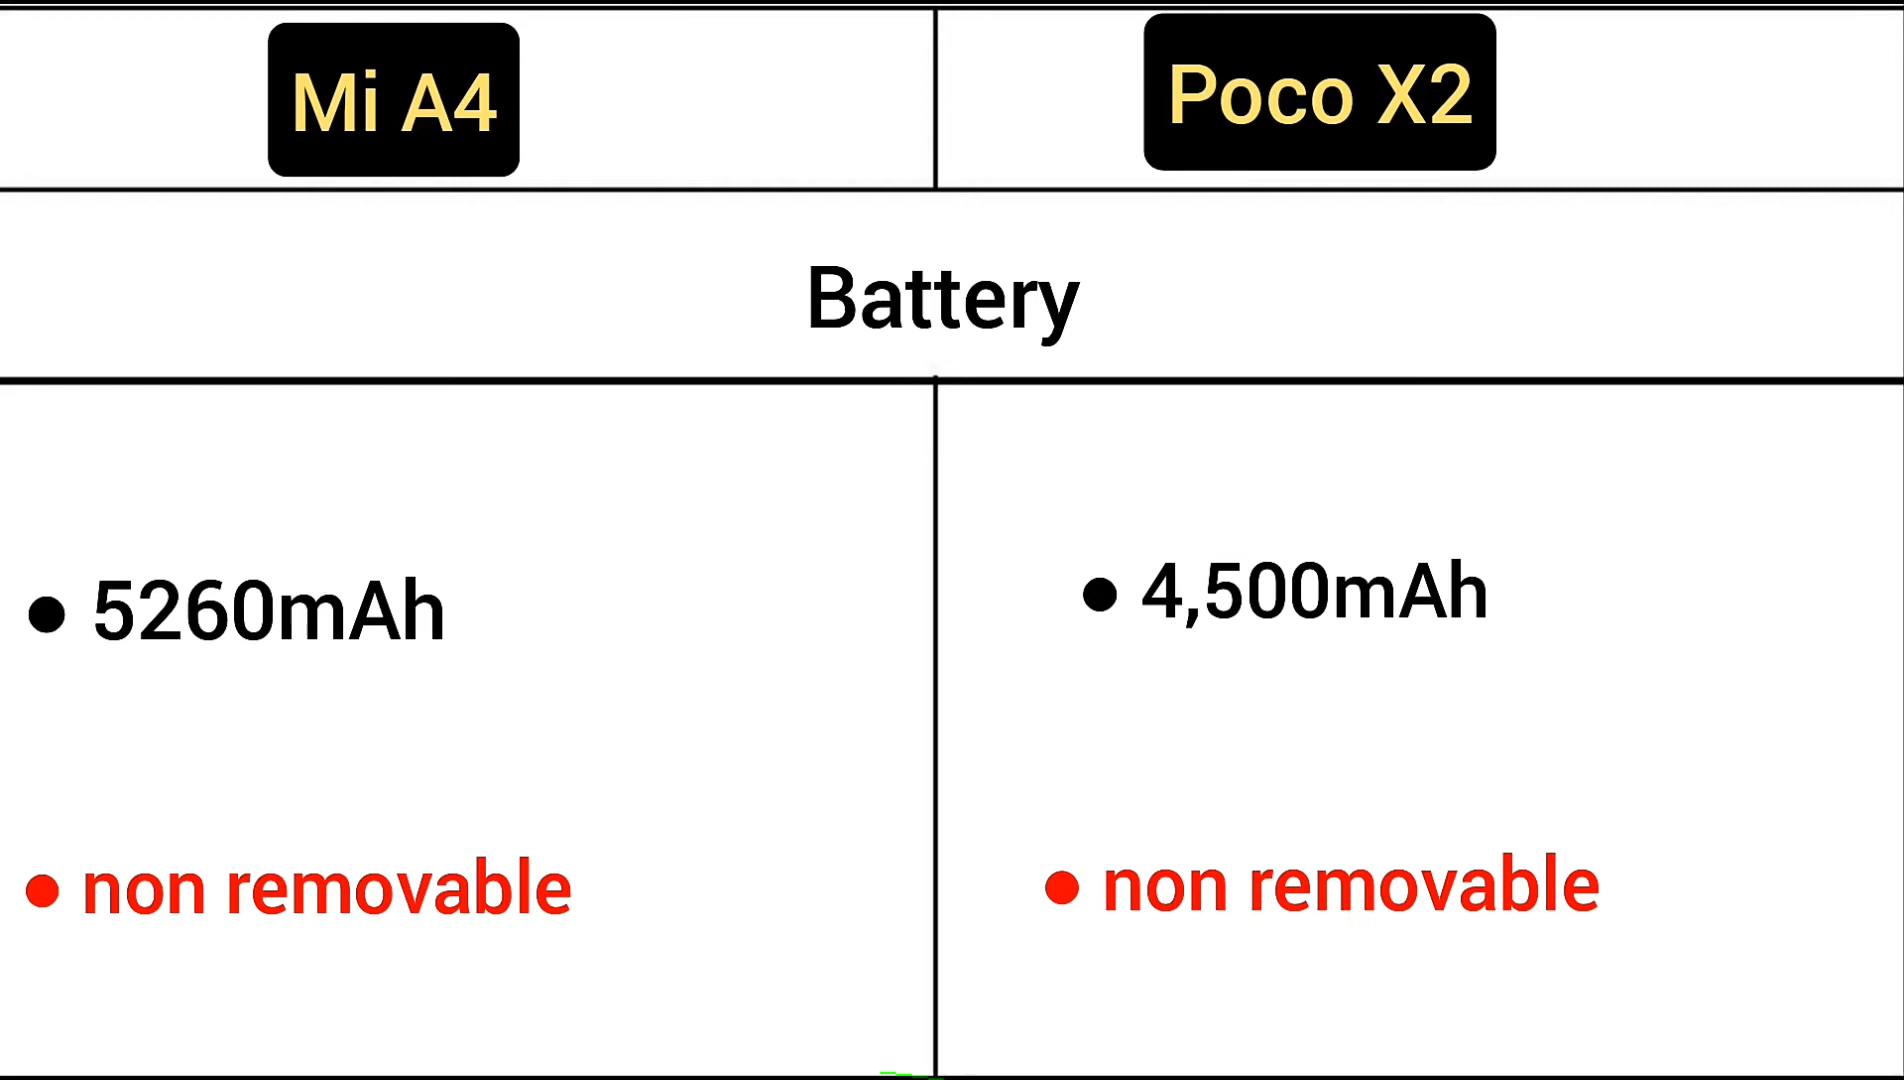 Mi A4
Poco X2
Battery
● 5260mAh
● 4,500mAh
● non removable
● non removable